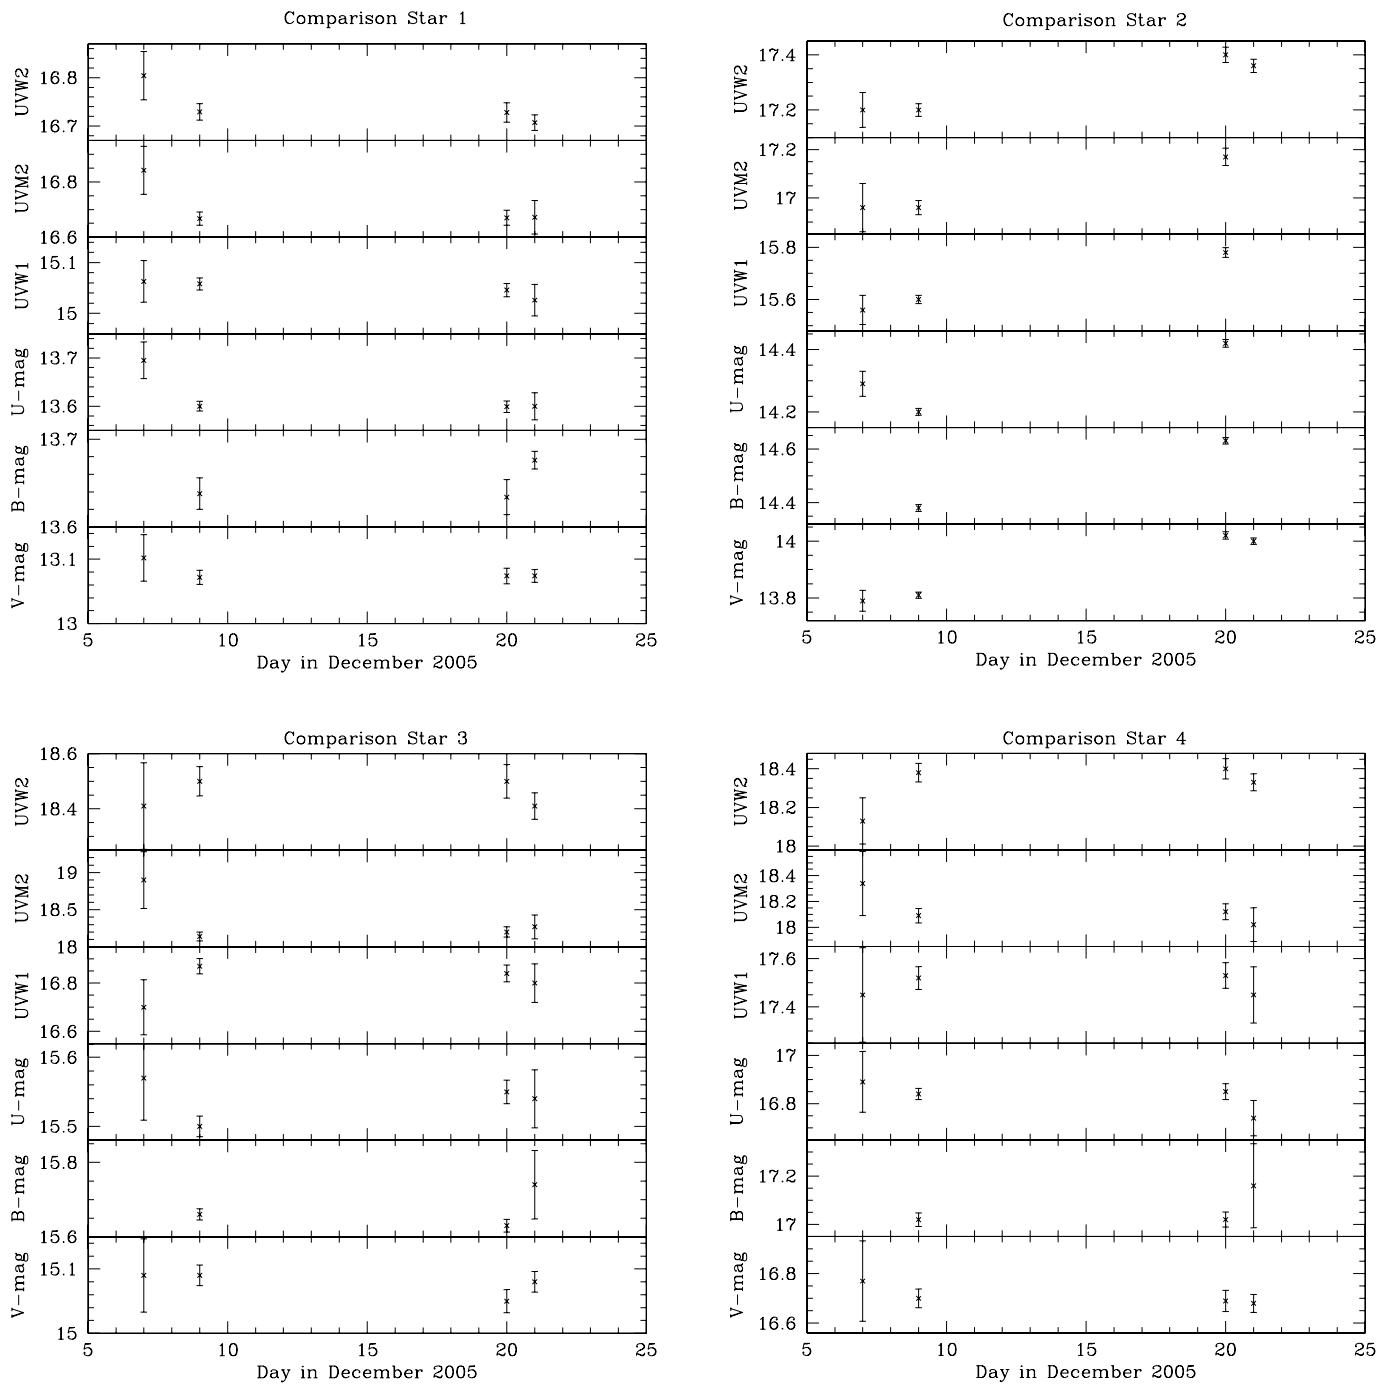 Comparison Star 1
UVW2
16.8
16.7
UVM2
16.8
16.6
UVW1
15.1
15
U-mag
13.7
13.6
B-mag
13.7
13.6
V-mag
13.1
13
5 10 15 20 25
Day in December 2005
Comparison Star 2
UVW2
17.4
17.2
UVM2
17.2
17
UVW1
15.8
15.6
U-mag
14.4
14.2
B-mag
14.6
14.4
V-mag
14
13.8
5 10 15 20 25
Day in December 2005
Comparison Star 3
UVW2
18.6
18.4
UVM2
19
18.5
18
UVW1
16.8
16.6
U-mag
15.6
15.5
B-mag
15.8
15.6
V-mag
15.1
15
5 10 15 20 25
Day in December 2005
Comparison Star 4
UVW2
18.4
18.2
18
UVM2
18.4
18.2
18
UVW1
17.6
17.4
U-mag
17
16.8
B-mag
17.2
17
V-mag
16.8
16.6
5 10 15 20 25
Day in December 2005